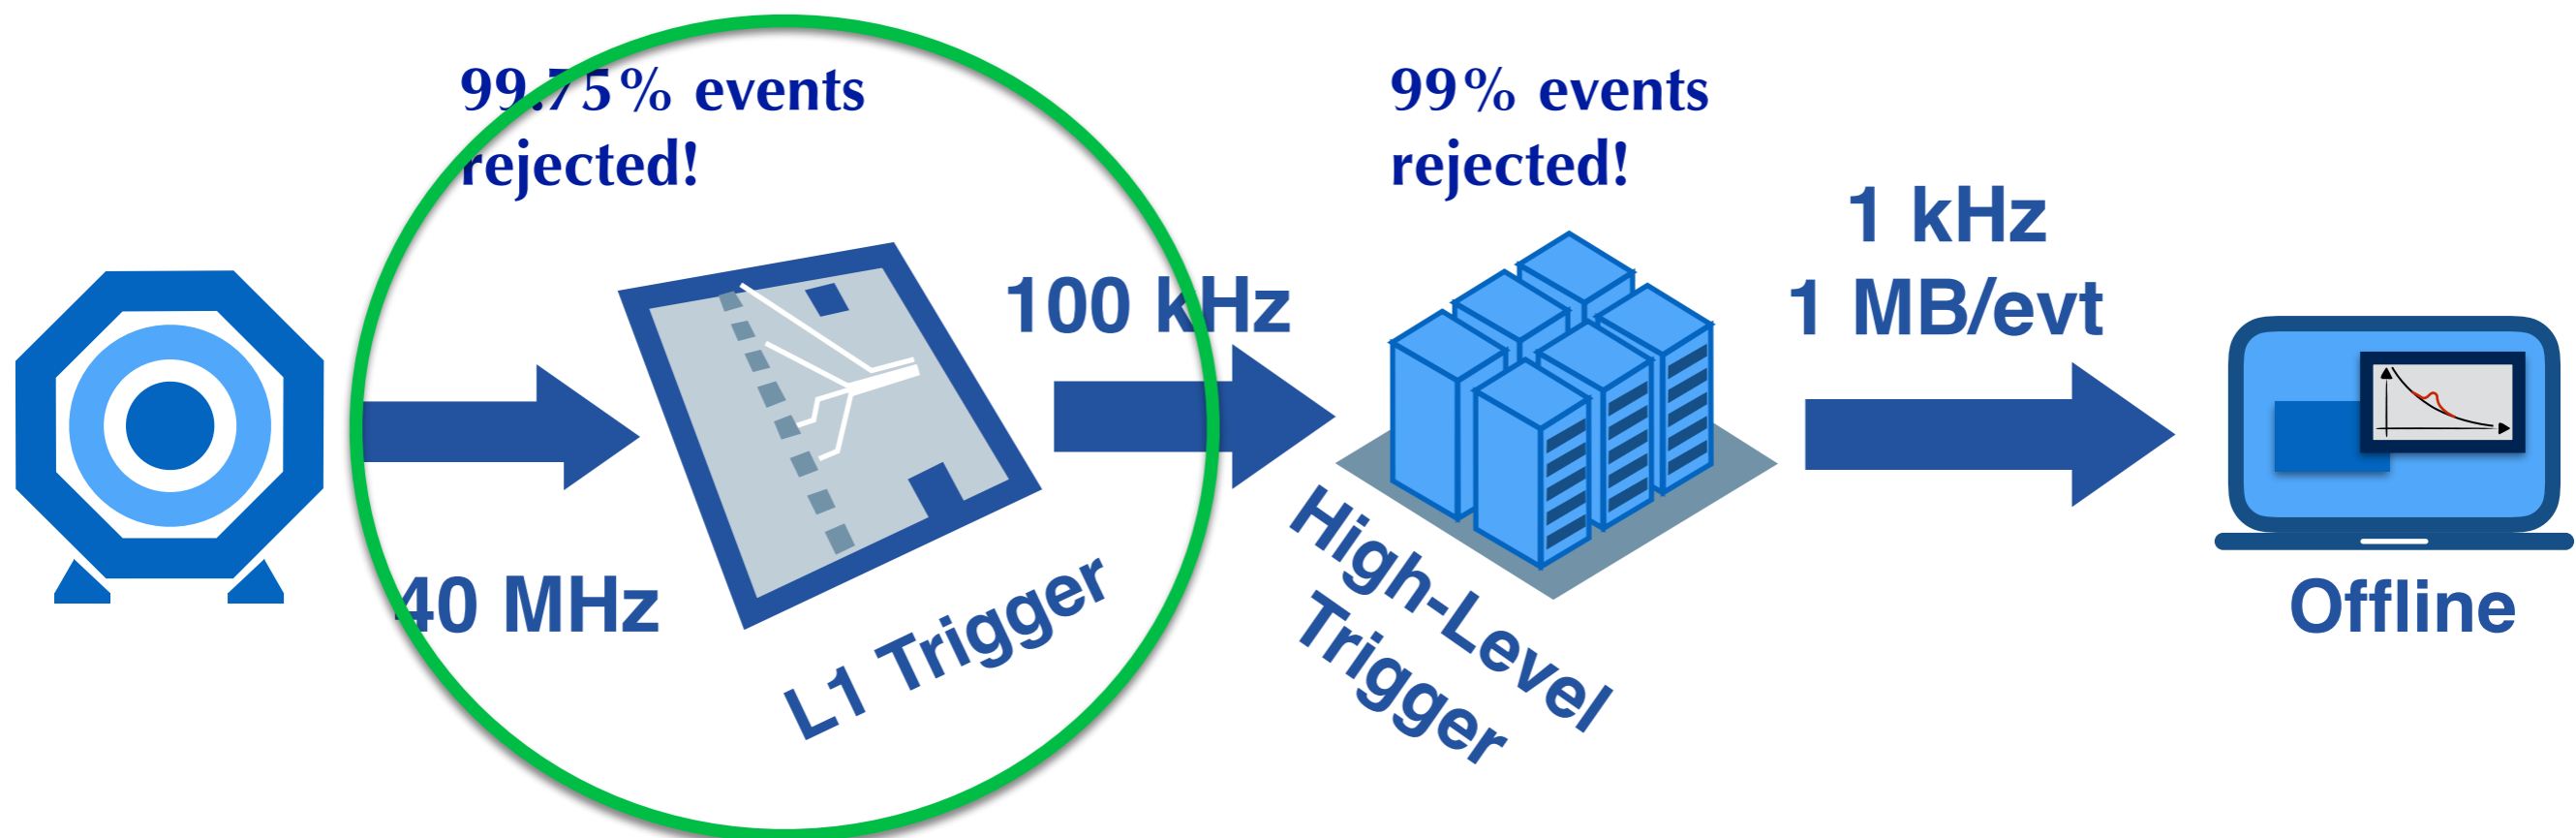 99.75% events
rejected!
40 MHz
L1 Trigger
100 kHz
99% events
rejected!
High-Level
Trigger
1 kHz
1 MB/evt
Offline